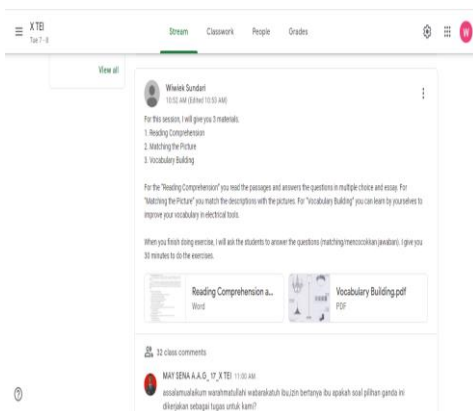 X TEI
Tue 7-8
Stream
Classwork
People
Grades
W
View all
Wiwiek Sundari
10:52 AM (Edited 10:53 AM)
For this session, I will give you 3 materials.
1. Reading Comprehension
2. Matching the Picture
3. Vocabulary Building
For the "Reading Comprehension" you read the passages and answers the questions in multiple choice and essay. For
"Matching the Picture" you match the descriptions with the pictures. For "Vocabulary Building" you can learn by yourselves to
improve your vocabulary in electrical tools.
When you finish doing exercise, I will ask the students to answer the questions (matching/mencocokkan jawaban). I give you
30 minutes to do the exercises.
Reading Comprehension a...
Word
Vocabulary Building.pdf
PDF
32 class comments
MAY SENA A.A.G_17_X TEI 11:00 AM
assalamualaikum warahmatullahi wabarakatuh ibu,izin bertanya ibu apakah soal pilihan ganda ini
dikerjakan sebagai tugas untuk kami?